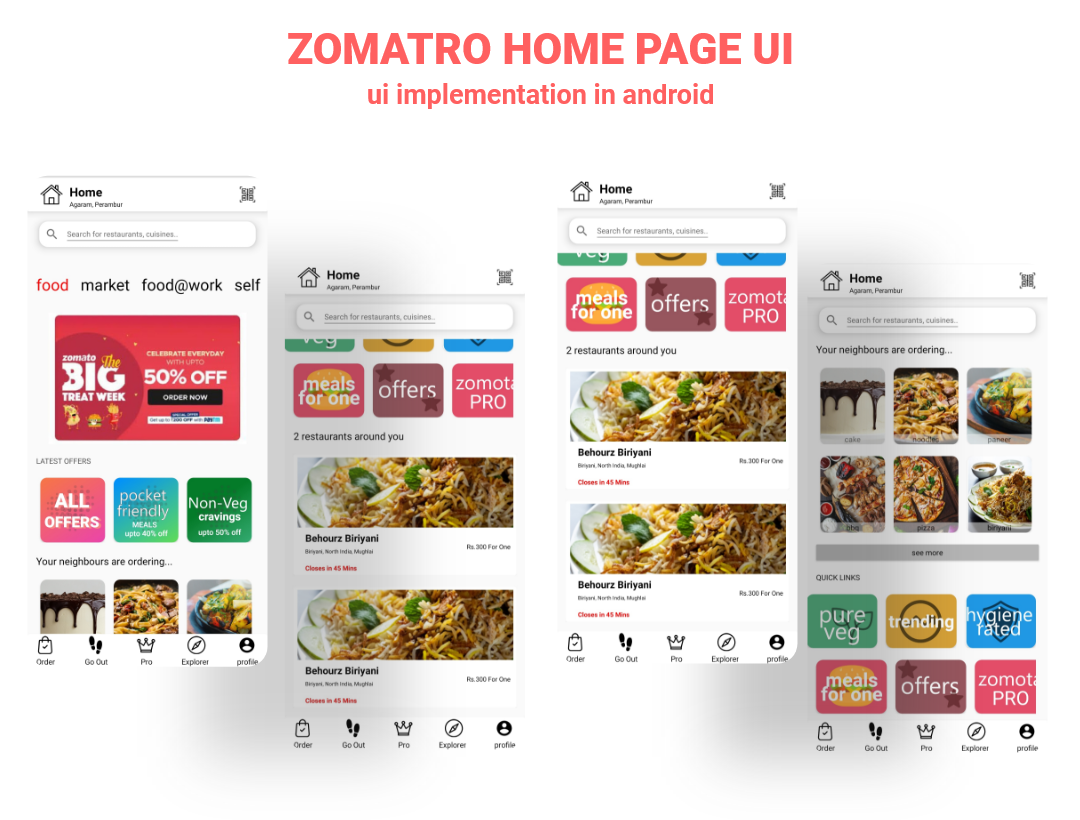 ZOMATRO HOME PAGE UI
ui implementation in android
Home
Agaram, Perambur
Search for restaurants, cuisines..
food market food@work self
zomato The
BIG
TREAT WEEK
CELEBRATE EVERYDAY
WITH UPTO
50% OFF
ORDER NOW
SPECIAL OFFER
LATEST OFFERS
ALL
OFFERS
pocket
friendly
MEALS
upto 40% off
Non-Veg
cravings
upto 50% off
Your neighbours are ordering...
Order Go Out Pro Explorer profile
Home
Agaram, Perambur
Search for restaurants, cuisines..
veg
meals
for one
offers
zomota
PRO
2 restaurants around you
Behourz Biriyani
Biriyani, North India, Mughlai
Rs.300 For One
Closes in 45 Mins
Behourz Biriyani
Biriyani, North India, Mughlai
Rs.300 For One
Closes in 45 Mins
Order Go Out Pro Explorer profile
Home
Agaram, Perambur
Search for restaurants, cuisines..
veg
meals
for one
offers
zomota
PRO
2 restaurants around you
Behourz Biriyani
Biriyani, North India, Mughlai
Rs.300 For One
Closes in 45 Mins
Behourz Biriyani
Biriyani, North India, Mughlai
Rs.300 For One
Closes in 45 Mins
Order Go Out Pro Explorer profile
Home
Agaram, Perambur
Search for restaurants, cuisines..
Your neighbours are ordering...
cake noodles paneer
bbq pizza biriyani
see more
QUICK LINKS
pure
veg
trending
hygiene
rated
meals
for one
offers
zomota
PRO
Order Go Out Pro Explorer profile